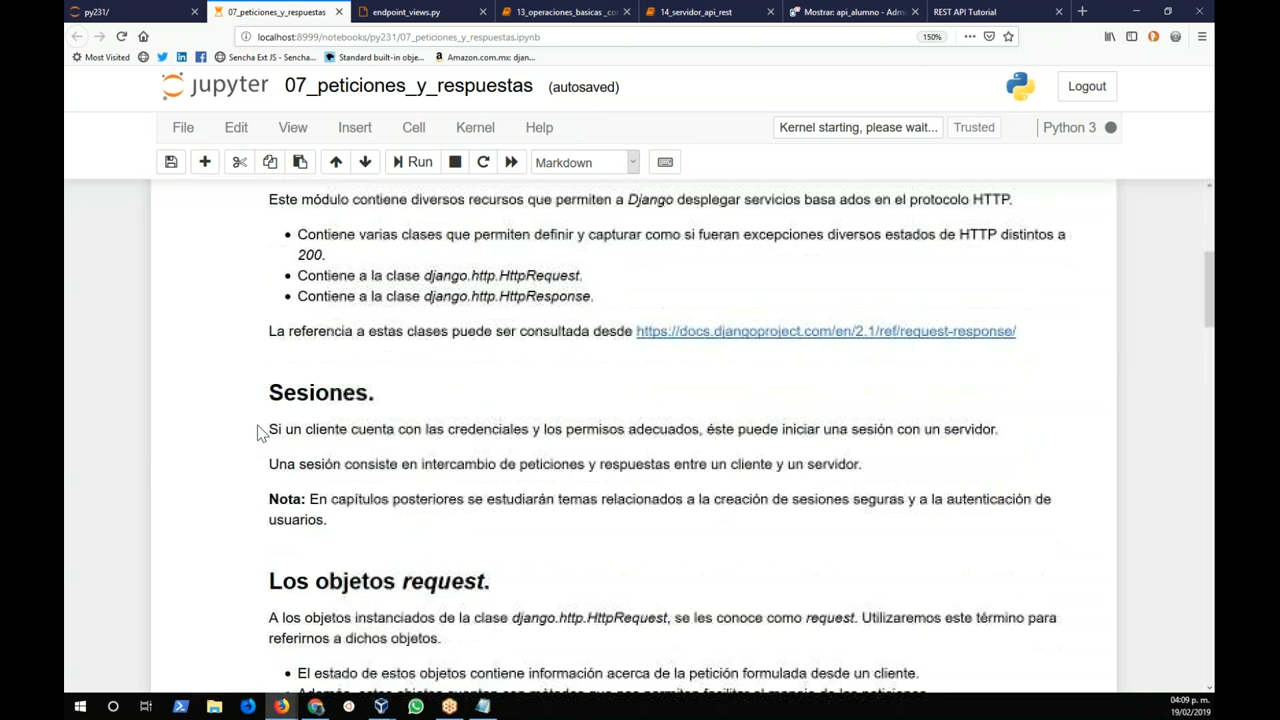 py231/
07_peticiones_y_respuestas
endpoint_views.py
13_operaciones_basicas _co
14_servidor_api_rest
Mostrar: api_alumno - Admi
REST API Tutorial
localhost:8999/notebooks/py231/07_peticiones_y_respuestas.ipynb
150%
Most Visited
Sencha Ext JS - Sencha...
Standard built-in obje...
Amazon.com.mx: djan...
jupyter 07_peticiones_y_respuestas (autosaved)
Logout
File Edit View Insert Cell Kernel Help
Kernel starting, please wait...
Trusted
Python 3
Run
Markdown
Este módulo contiene diversos recursos que permiten a Django desplegar servicios basa ados en el protocolo HTTP.
Contiene varias clases que permiten definir y capturar como si fueran excepciones diversos estados de HTTP distintos a
200.
Contiene a la clase django.http.HttpRequest.
Contiene a la clase django.http.HttpResponse.
La referencia a estas clases puede ser consultada desde https://docs.djangoproject.com/en/2.1/ref/request-response/
Sesiones.
Si un cliente cuenta con las credenciales y los permisos adecuados, éste puede iniciar una sesión con un servidor.
Una sesión consiste en intercambio de peticiones y respuestas entre un cliente y un servidor.
Nota: En capítulos posteriores se estudiarán temas relacionados a la creación de sesiones seguras y a la autenticación de
usuarios.
Los objetos request.
A los objetos instanciados de la clase django.http.HttpRequest, se les conoce como request. Utilizaremos este término para
referirnos a dichos objetos.
El estado de estos objetos contiene información acerca de la petición formulada desde un cliente.
04:09 p. m.
19/02/2019